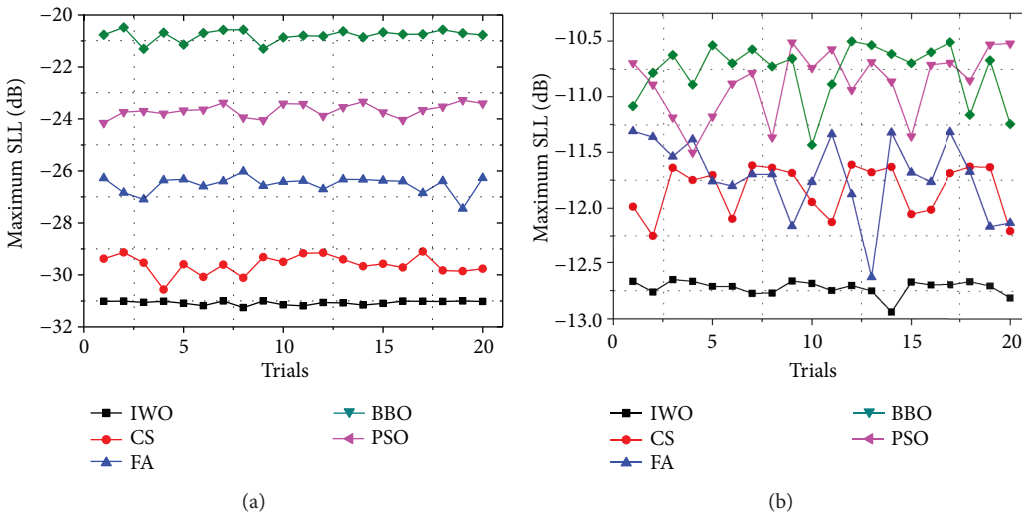 −20
−22
−24
−26
−28
−30
−32
Maximum SLL (dB)
0 5 10 15 20
Trials
IWO BBO
CS PSO
FA
(a)
−10.5
−11.0
−11.5
−12.0
−12.5
−13.0
Maximum SLL (dB)
0 5 10 15 20
Trials
IWO BBO
CS PSO
FA
(b)